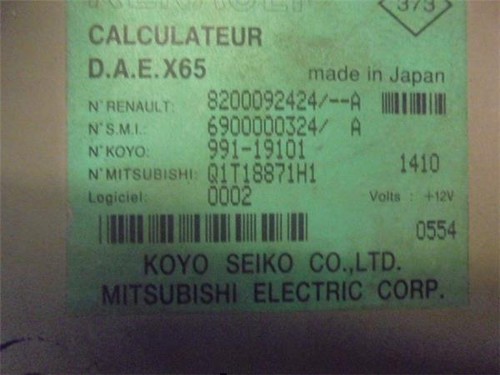 RENAULT
373
CALCULATEUR
D.A.E.X65
made in Japan
N° RENAULT: 8200092424/--A
N° S.M.I.: 6900000324/ A
N° KOYO: 991-19101
1410
N° MITSUBISHI: Q1T18871H1
Logiciel: 0002 Volts : +12V
0554
KOYO SEIKO CO.,LTD.
MITSUBISHI ELECTRIC CORP.